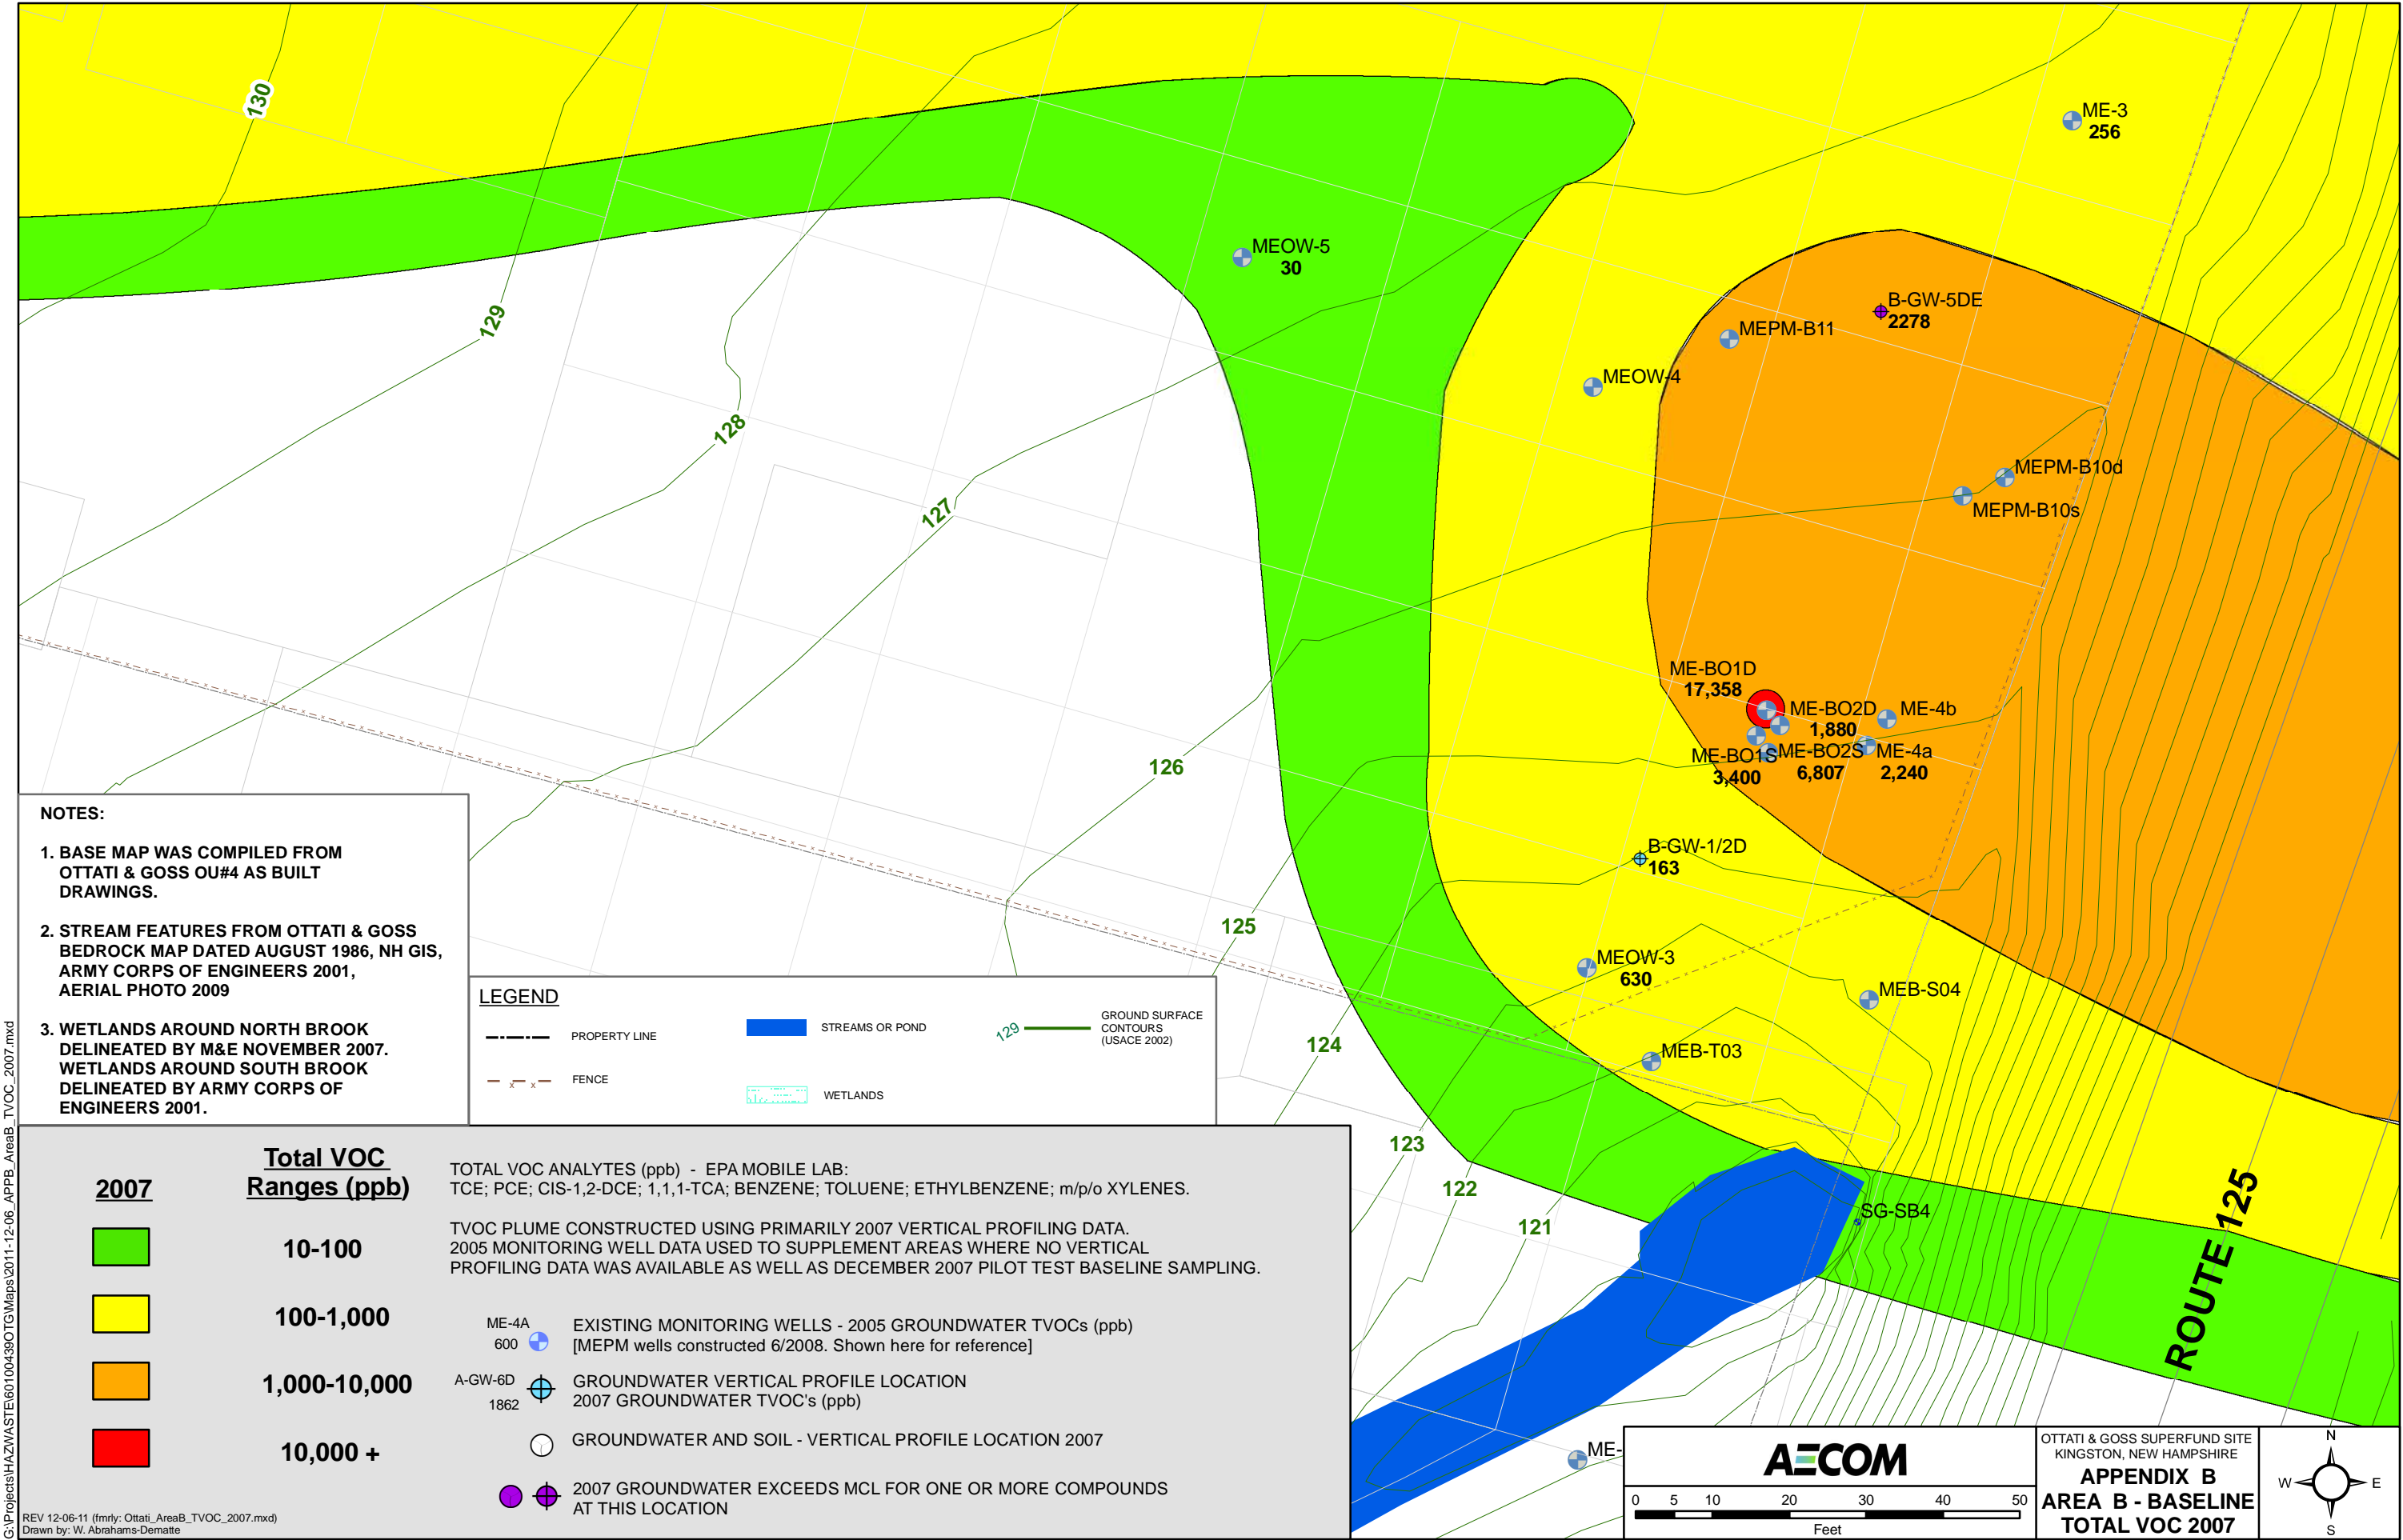 130
129
128
127
126
125
124
123
122
121
ME-3
256
MEOW-5
30
B-GW-5DE
2278
MEPM-B11
MEOW-4
MEPM-B10d
MEPM-B10s
ME-BO1D
17,358
ME-BO2D
1,880
ME-4b
ME-BO1S
3,400
ME-BO2S
6,807
ME-4a
2,240
B-GW-1/2D
163
MEOW-3
630
MEB-S04
MEB-T03
SG-SB4
ME-
ROUTE 125
NOTES:
1. BASE MAP WAS COMPILED FROM
OTTATI & GOSS OU#4 AS BUILT
DRAWINGS.
2. STREAM FEATURES FROM OTTATI & GOSS
BEDROCK MAP DATED AUGUST 1986, NH GIS,
ARMY CORPS OF ENGINEERS 2001,
AERIAL PHOTO 2009
3. WETLANDS AROUND NORTH BROOK
DELINEATED BY M&E NOVEMBER 2007.
WETLANDS AROUND SOUTH BROOK
DELINEATED BY ARMY CORPS OF
ENGINEERS 2001.
LEGEND
PROPERTY LINE
FENCE
STREAMS OR POND
WETLANDS
129
GROUND SURFACE
CONTOURS
(USACE 2002)
2007
Total VOC
Ranges (ppb)
10-100
100-1,000
1,000-10,000
10,000 +
TOTAL VOC ANALYTES (ppb) - EPA MOBILE LAB:
TCE; PCE; CIS-1,2-DCE; 1,1,1-TCA; BENZENE; TOLUENE; ETHYLBENZENE; m/p/o XYLENES.
TVOC PLUME CONSTRUCTED USING PRIMARILY 2007 VERTICAL PROFILING DATA.
2005 MONITORING WELL DATA USED TO SUPPLEMENT AREAS WHERE NO VERTICAL
PROFILING DATA WAS AVAILABLE AS WELL AS DECEMBER 2007 PILOT TEST BASELINE SAMPLING.
ME-4A
600
EXISTING MONITORING WELLS - 2005 GROUNDWATER TVOCs (ppb)
[MEPM wells constructed 6/2008. Shown here for reference]
A-GW-6D
1862
GROUNDWATER VERTICAL PROFILE LOCATION
2007 GROUNDWATER TVOC's (ppb)
GROUNDWATER AND SOIL - VERTICAL PROFILE LOCATION 2007
2007 GROUNDWATER EXCEEDS MCL FOR ONE OR MORE COMPOUNDS
AT THIS LOCATION
REV 12-06-11 (fmrly: Ottati_AreaB_TVOC_2007.mxd)
Drawn by: W. Abrahams-Dematte
G:\Projects\HAZWASTE\60100439OTG\Maps\2011-12-06_APPB_AreaB_TVOC_2007.mxd
AECOM
0 5 10 20 30 40 50
Feet
OTTATI & GOSS SUPERFUND SITE
KINGSTON, NEW HAMPSHIRE
APPENDIX B
AREA B - BASELINE
TOTAL VOC 2007
N
W E
S